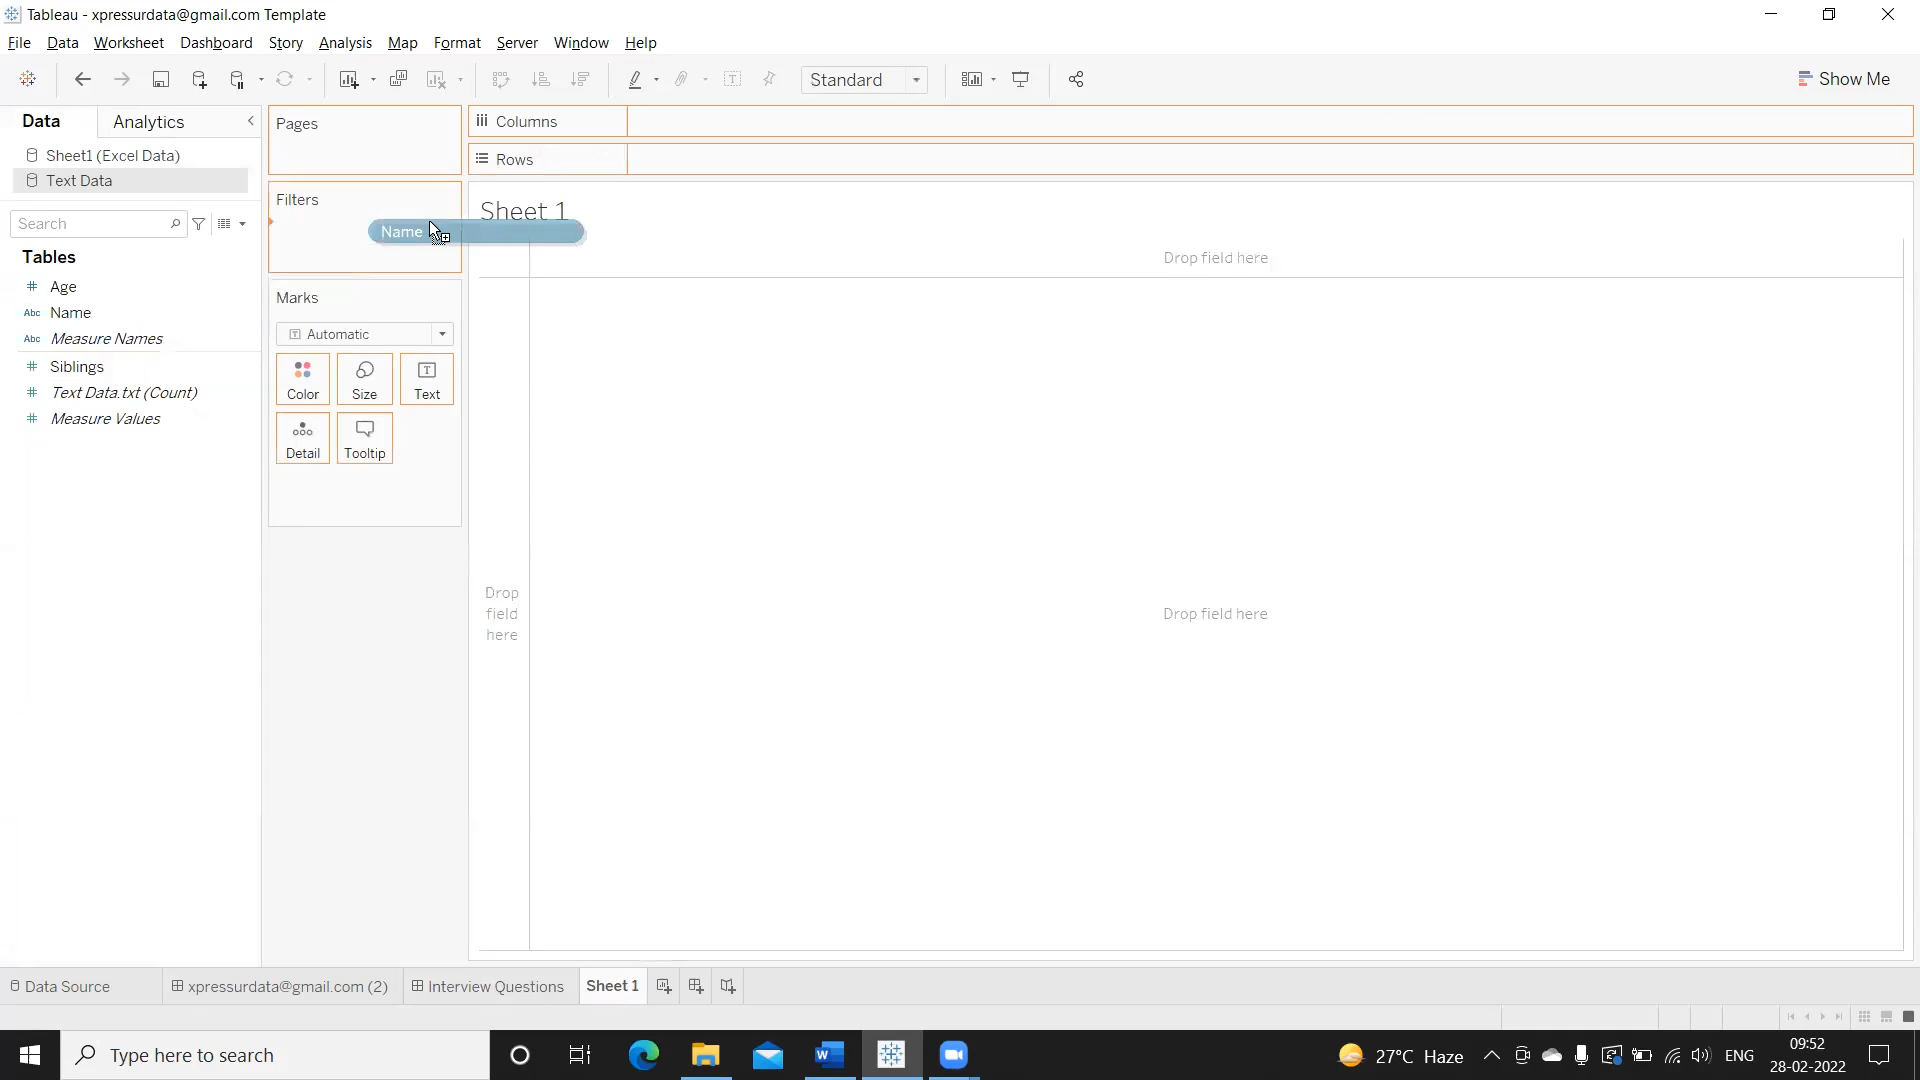 Tableau - xpressurdata@gmail.com Template
File Data Worksheet Dashboard Story Analysis Map Format Server Window Help
Standard
Show Me
Data Analytics
Sheet1 (Excel Data)
Text Data
Search
Tables
# Age
Abc Name
Abc Measure Names
# Siblings
# Text Data.txt (Count)
# Measure Values
Pages
Filters
Name
Marks
T Automatic
Color Size T Text
Detail Tooltip
Columns
Rows
Sheet 1
Drop field here
Drop field here
Drop field here
Data Source xpressurdata@gmail.com (2) Interview Questions Sheet 1
Type here to search
27°C Haze
ENG
09:52
28-02-2022